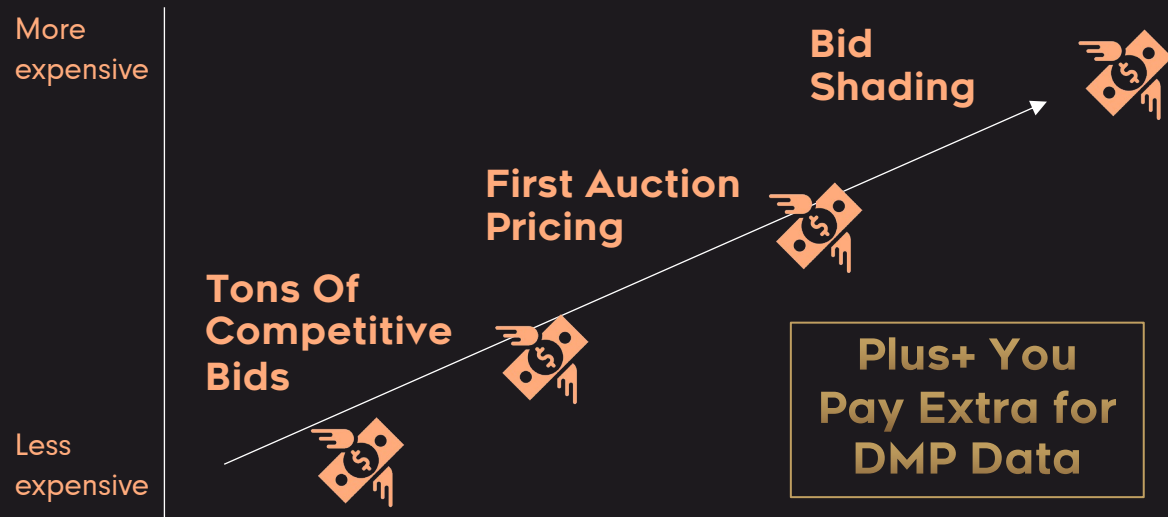 More
expensive
Bid
Shading
First Auction
Pricing
Tons Of
Competitive
Bids
Less
expensive
Plus+ You
Pay Extra for
DMP Data